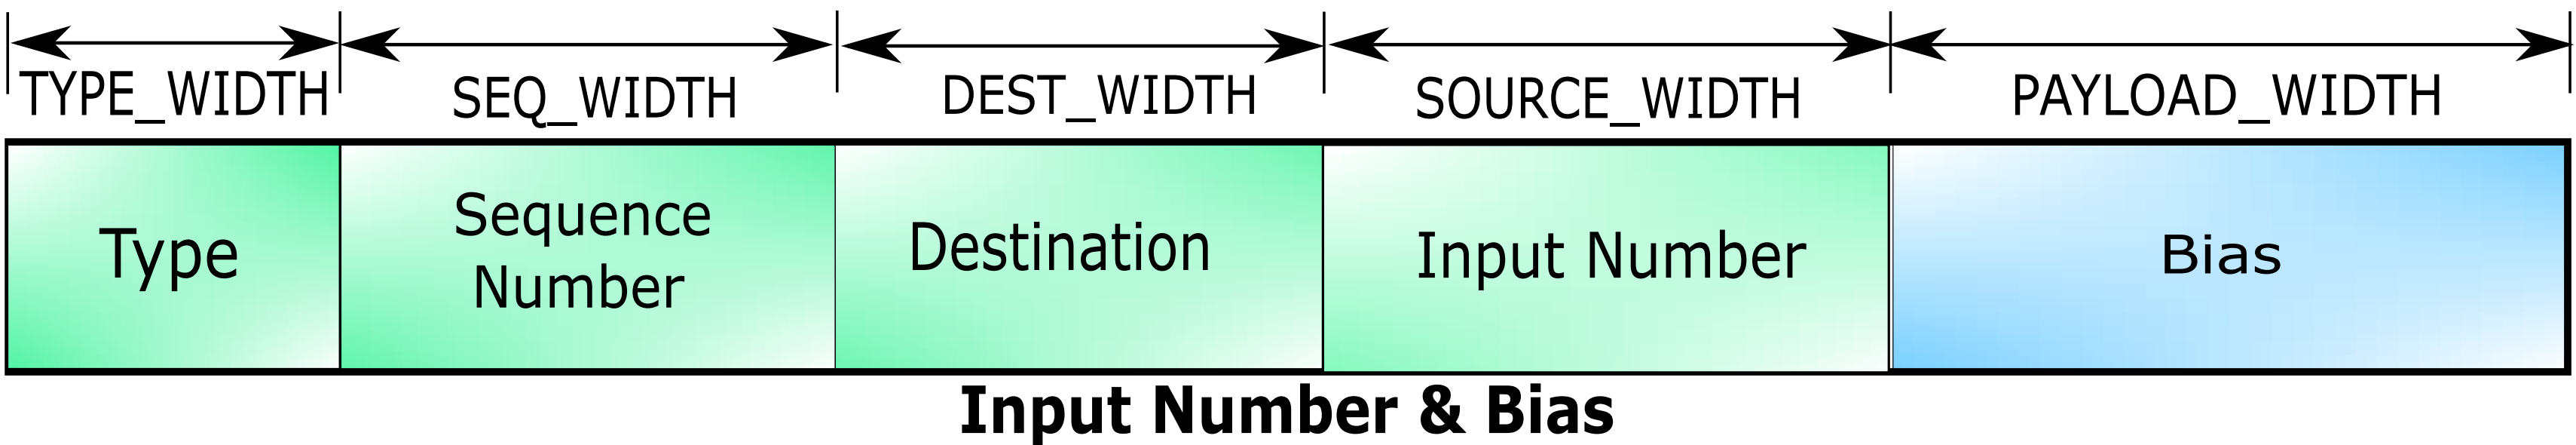 TYPE_WIDTH
SEQ_WIDTH
DEST_WIDTH
SOURCE_WIDTH
PAYLOAD_WIDTH
Type
Sequence
Number
Destination
Input Number
Bias
Input Number & Bias